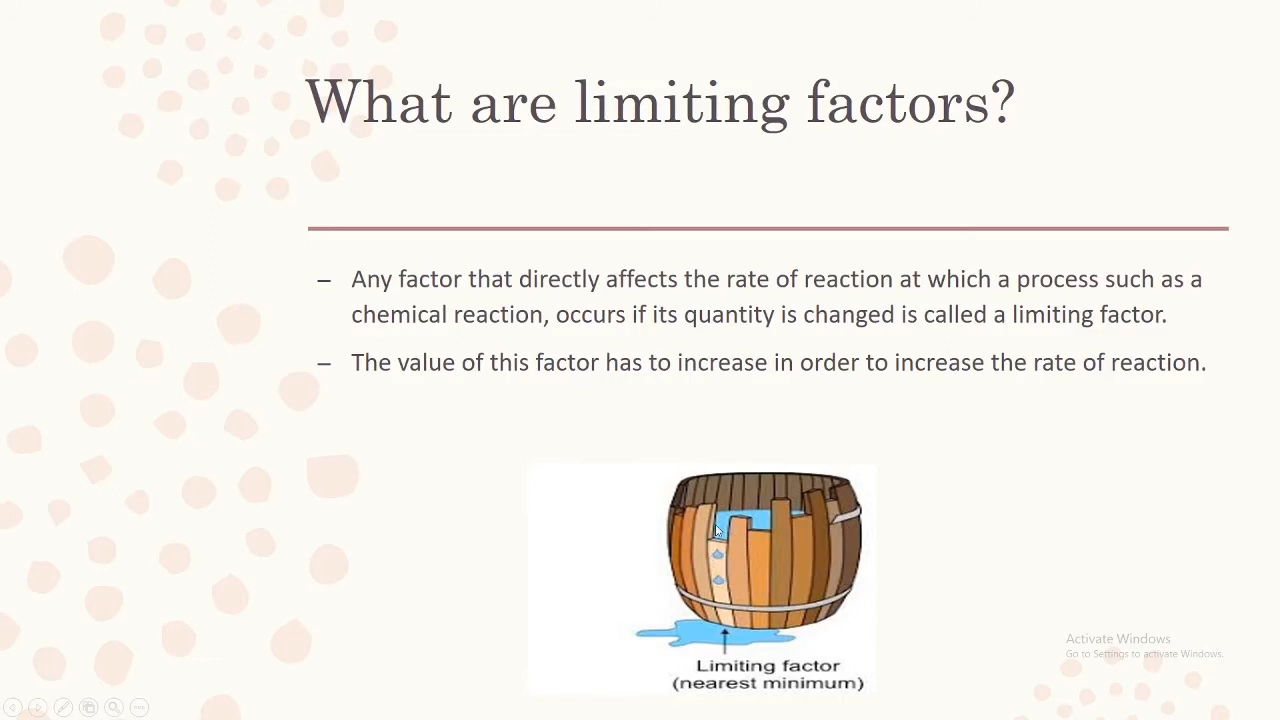 What are limiting factors?
– Any factor that directly affects the rate of reaction at which a process such as a
chemical reaction, occurs if its quantity is changed is called a limiting factor.
– The value of this factor has to increase in order to increase the rate of reaction.
Limiting factor
(nearest minimum)
Activate Windows
Go to Settings to activate Windows.